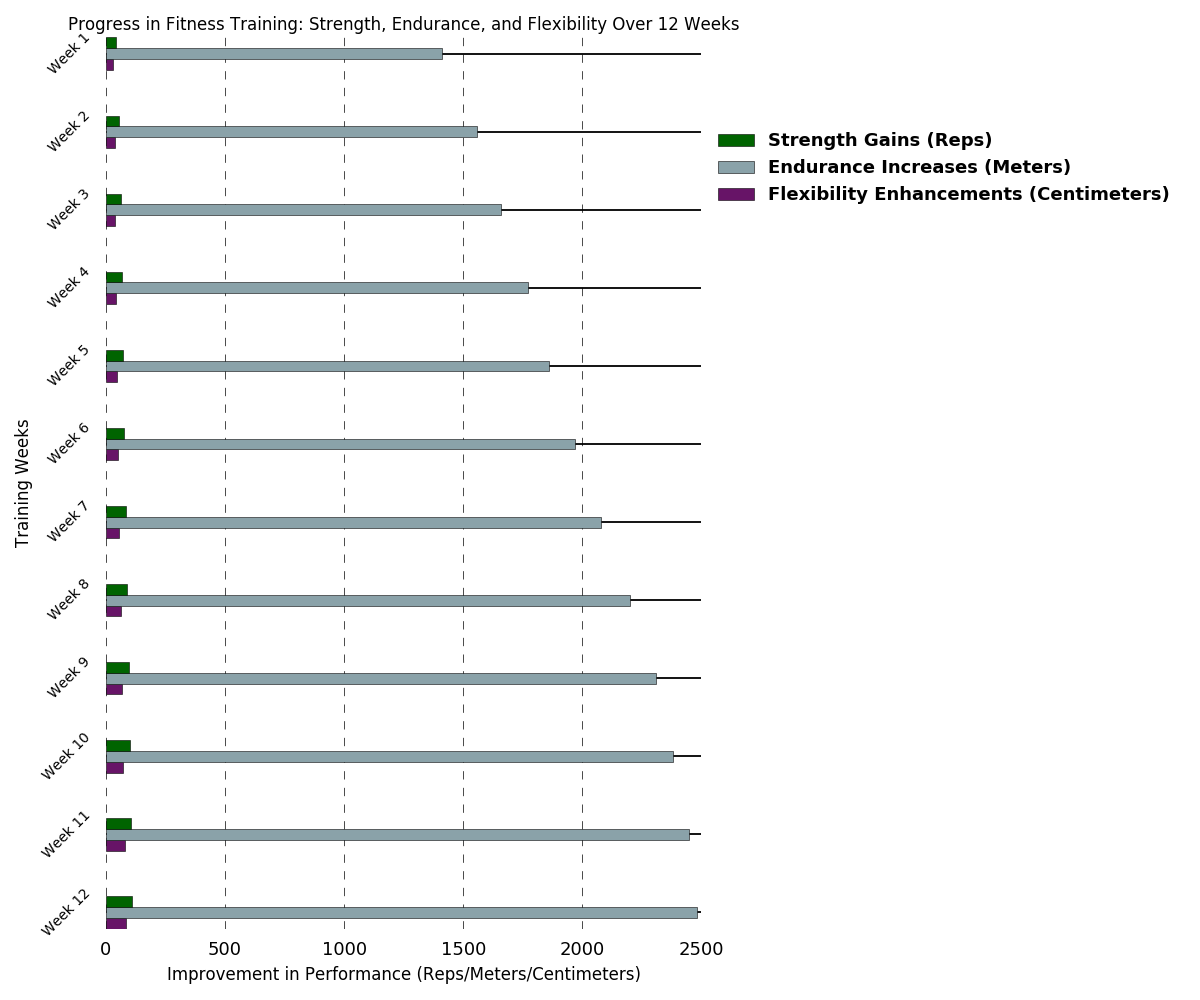 Progress in Fitness Training: Strength, Endurance, and Flexibility Over 12 Weeks
Week 1
Week 2
Week 3
Week 4
Week 5
Week 6
Week 7
Week 8
Week 9
Week 10
Week 11
Week 12
Training Weeks
Strength Gains (Reps)
Endurance Increases (Meters)
Flexibility Enhancements (Centimeters)
0 500 1000 1500 2000 2500
Improvement in Performance (Reps/Meters/Centimeters)